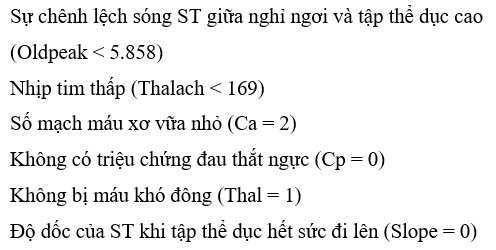 Sự chênh lệch sóng ST giữa nghỉ ngơi và tập thể dục cao
(Oldpeak < 5.858)
Nhịp tim thấp (Thalach < 169)
Số mạch máu xơ vữa nhỏ (Ca = 2)
Không có triệu chứng đau thắt ngực (Cp = 0)
Không bị máu khó đông (Thal = 1)
Độ dốc của ST khi tập thể dục hết sức đi lên (Slope = 0)